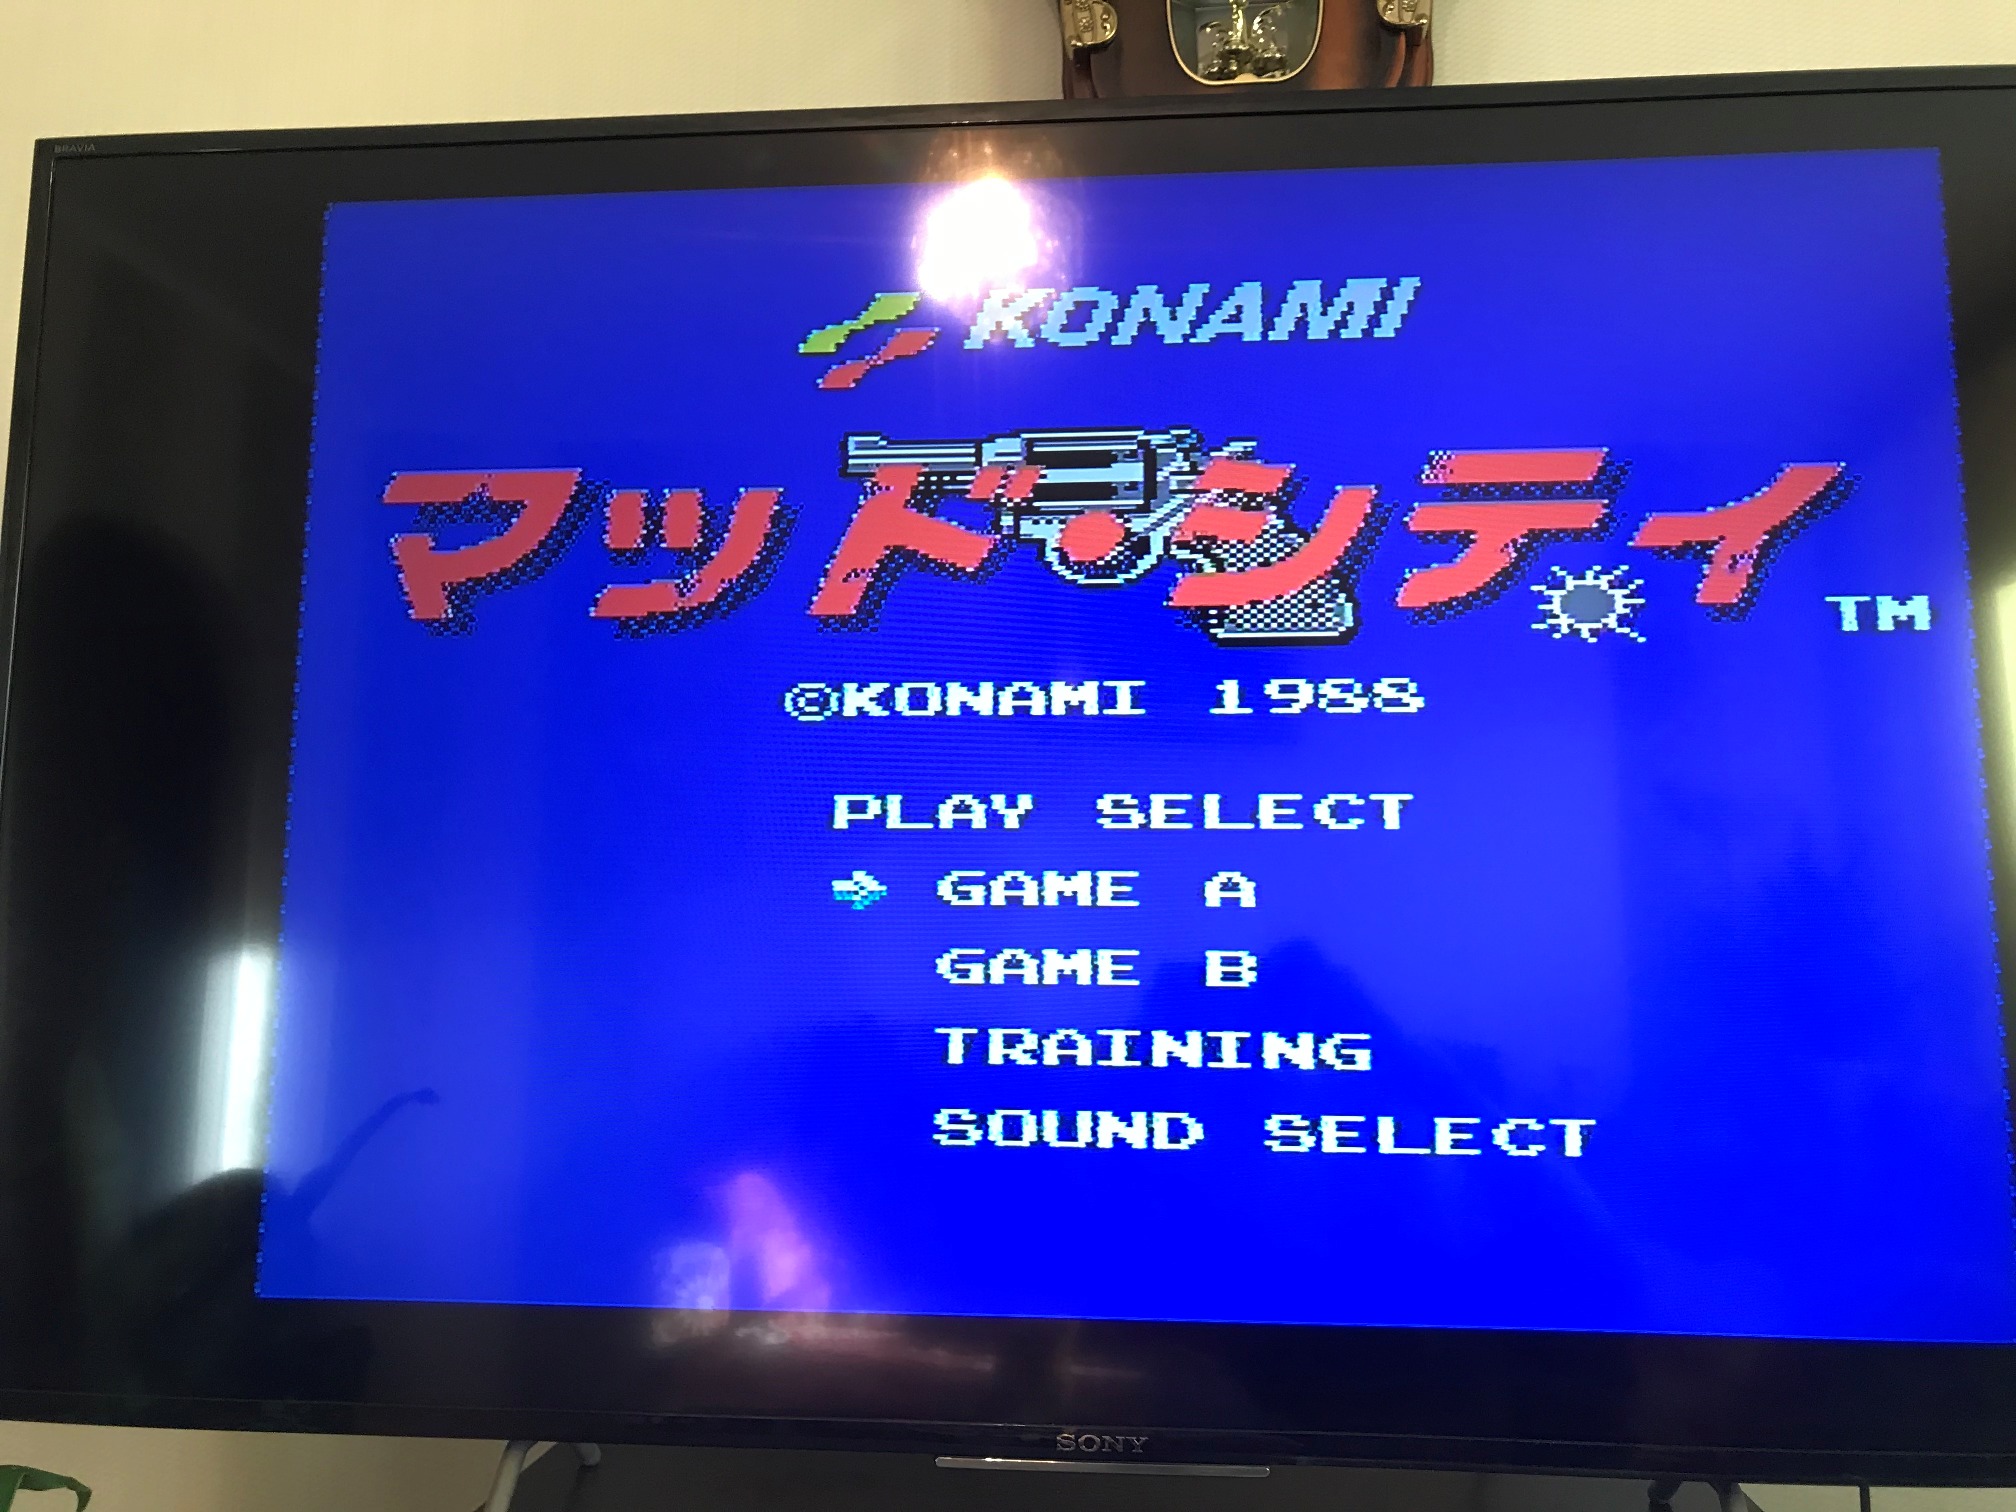 BRAVIA
KONAMI
マッド・シティ TM
©KONAMI 1988
PLAY SELECT
GAME A
GAME B
TRAINING
SOUND SELECT
SONY